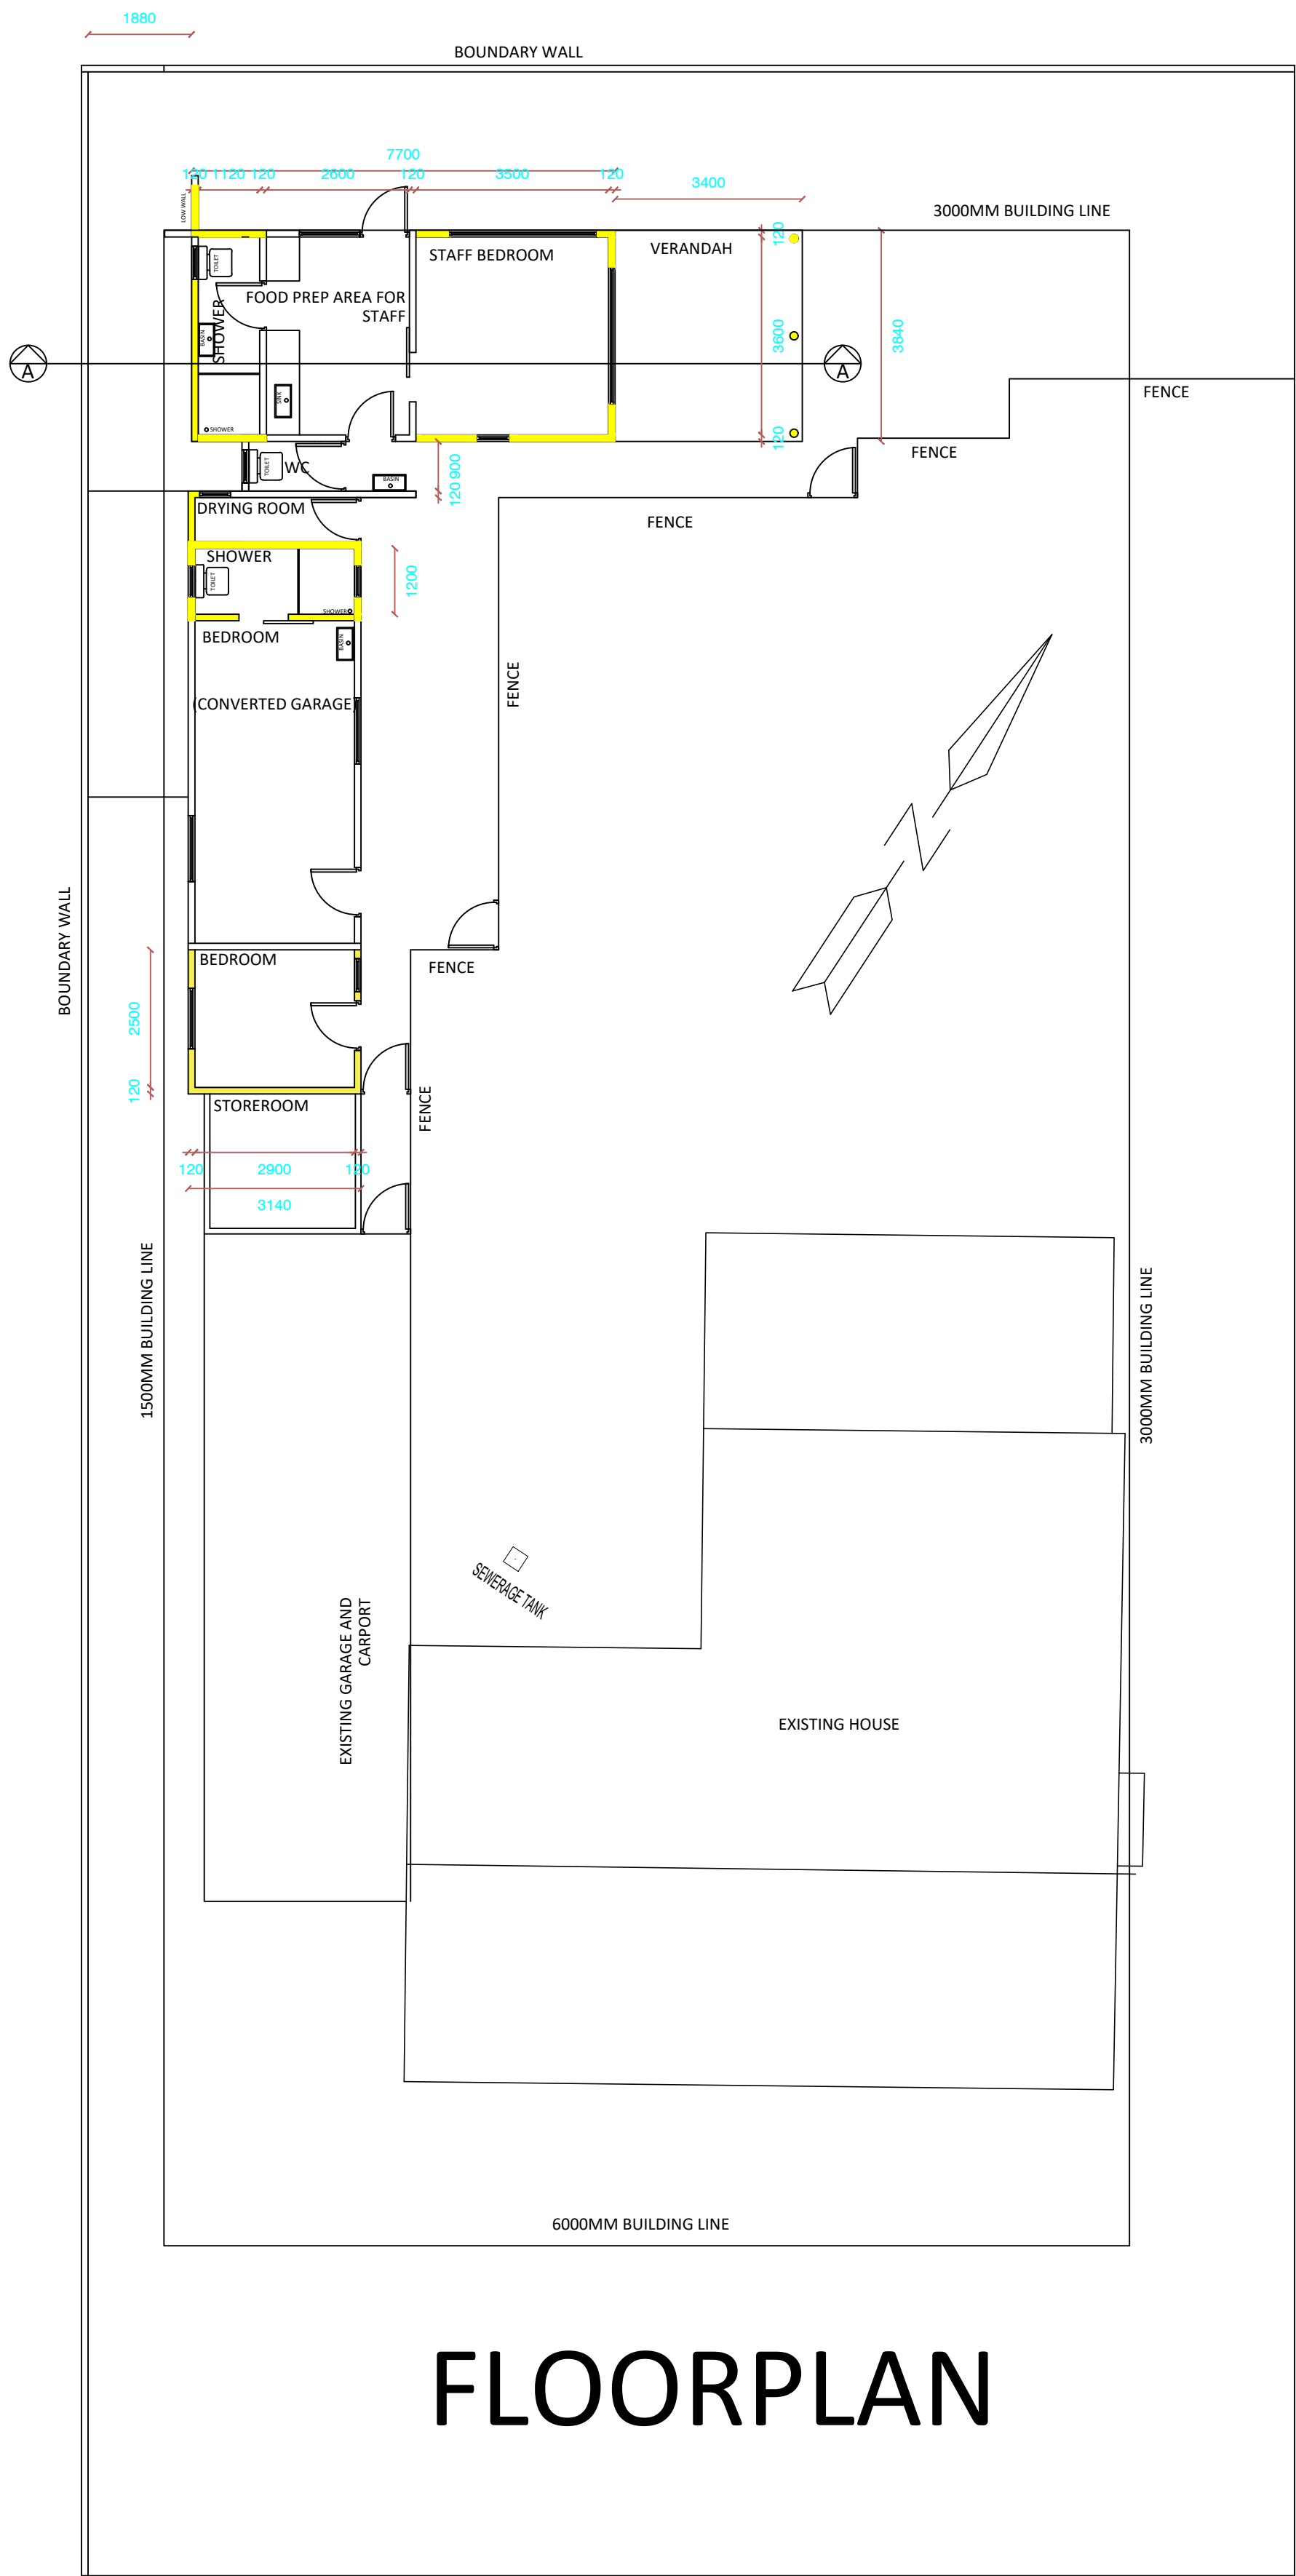 1880
BOUNDARY WALL
7700
120 1120 120 2600 120 3500 120
3400
3000MM BUILDING LINE
LOW WALL
120
TOILET
STAFF BEDROOM
VERANDAH
FOOD PREP AREA FOR
STAFF
SHOWER
BASIN
3600
3840
A
A
FENCE
SINK
SHOWER
120
FENCE
TOILET
WC
BASIN
900
120
DRYING ROOM
FENCE
SHOWER
TOILET
1200
SHOWER
BEDROOM
BASIN
FENCE
(CONVERTED GARAGE)
N
BOUNDARY WALL
BEDROOM
FENCE
2500
120
STOREROOM
FENCE
120 2900 120
3140
1500MM BUILDING LINE
3000MM BUILDING LINE
SEWERAGE TANK
EXISTING GARAGE AND
CARPORT
EXISTING HOUSE
6000MM BUILDING LINE
FLOORPLAN